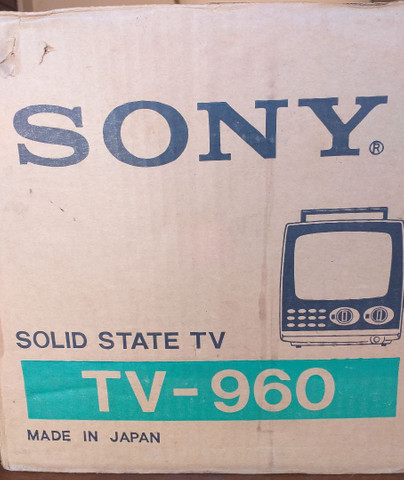 SONY®
SOLID STATE TV
TV-960
MADE IN JAPAN